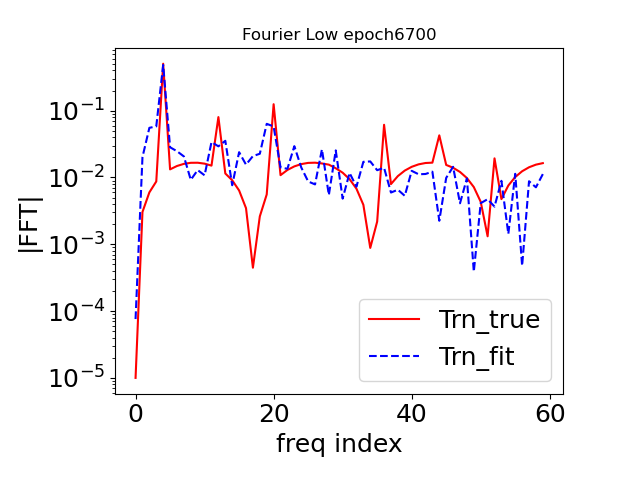 Fourier Low epoch6700
|FFT|
10⁻¹
10⁻²
10⁻³
10⁻⁴
10⁻⁵
Trn_true
Trn_fit
0 20 40 60
freq index